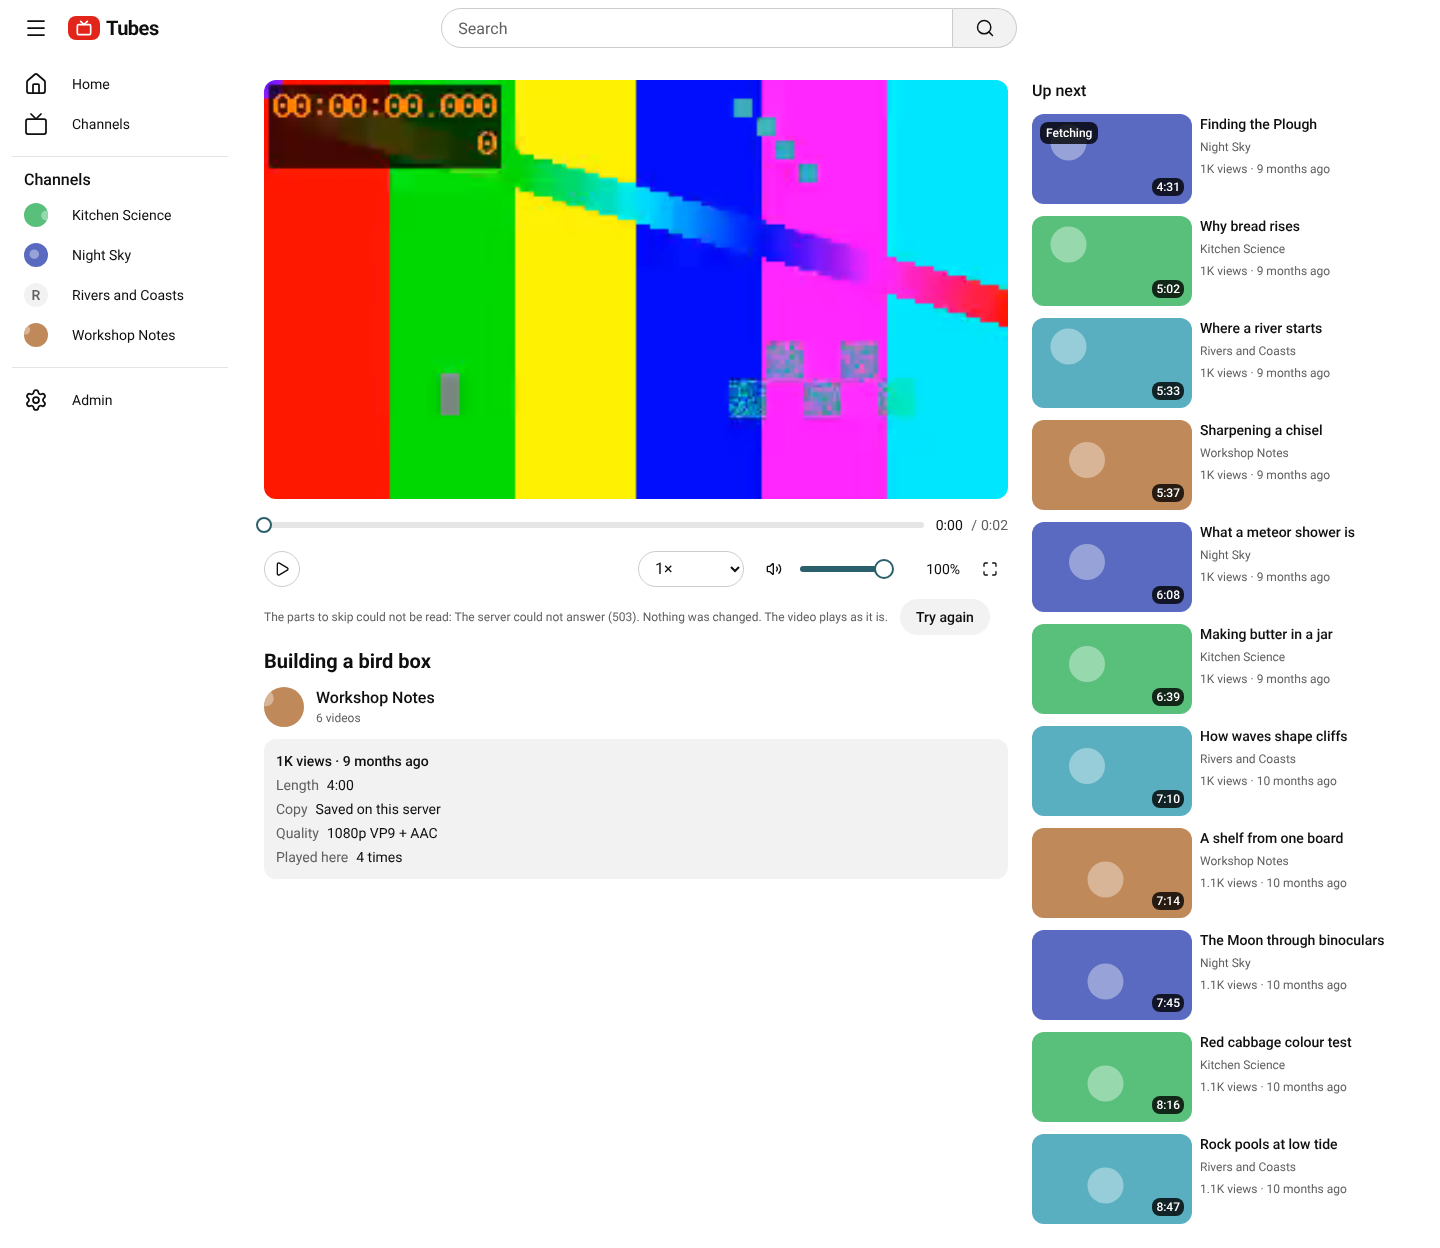 Tubes
Search
Home
Channels
Channels
Kitchen Science
Night Sky
R
Rivers and Coasts
Workshop Notes
Admin
00:00:00.000
0
0:00 / 0:02
1×
100%
The parts to skip could not be read: The server could not answer (503). Nothing was changed. The video plays as it is.
Try again
Building a bird box
Workshop Notes
6 videos
1K views · 9 months ago
Length 4:00
Copy Saved on this server
Quality 1080p VP9 + AAC
Played here 4 times
Up next
Fetching
4:31
Finding the Plough
Night Sky
1K views · 9 months ago
5:02
Why bread rises
Kitchen Science
1K views · 9 months ago
5:33
Where a river starts
Rivers and Coasts
1K views · 9 months ago
5:37
Sharpening a chisel
Workshop Notes
1K views · 9 months ago
6:08
What a meteor shower is
Night Sky
1K views · 9 months ago
6:39
Making butter in a jar
Kitchen Science
1K views · 9 months ago
7:10
How waves shape cliffs
Rivers and Coasts
1K views · 10 months ago
7:14
A shelf from one board
Workshop Notes
1.1K views · 10 months ago
7:45
The Moon through binoculars
Night Sky
1.1K views · 10 months ago
8:16
Red cabbage colour test
Kitchen Science
1.1K views · 10 months ago
8:47
Rock pools at low tide
Rivers and Coasts
1.1K views · 10 months ago